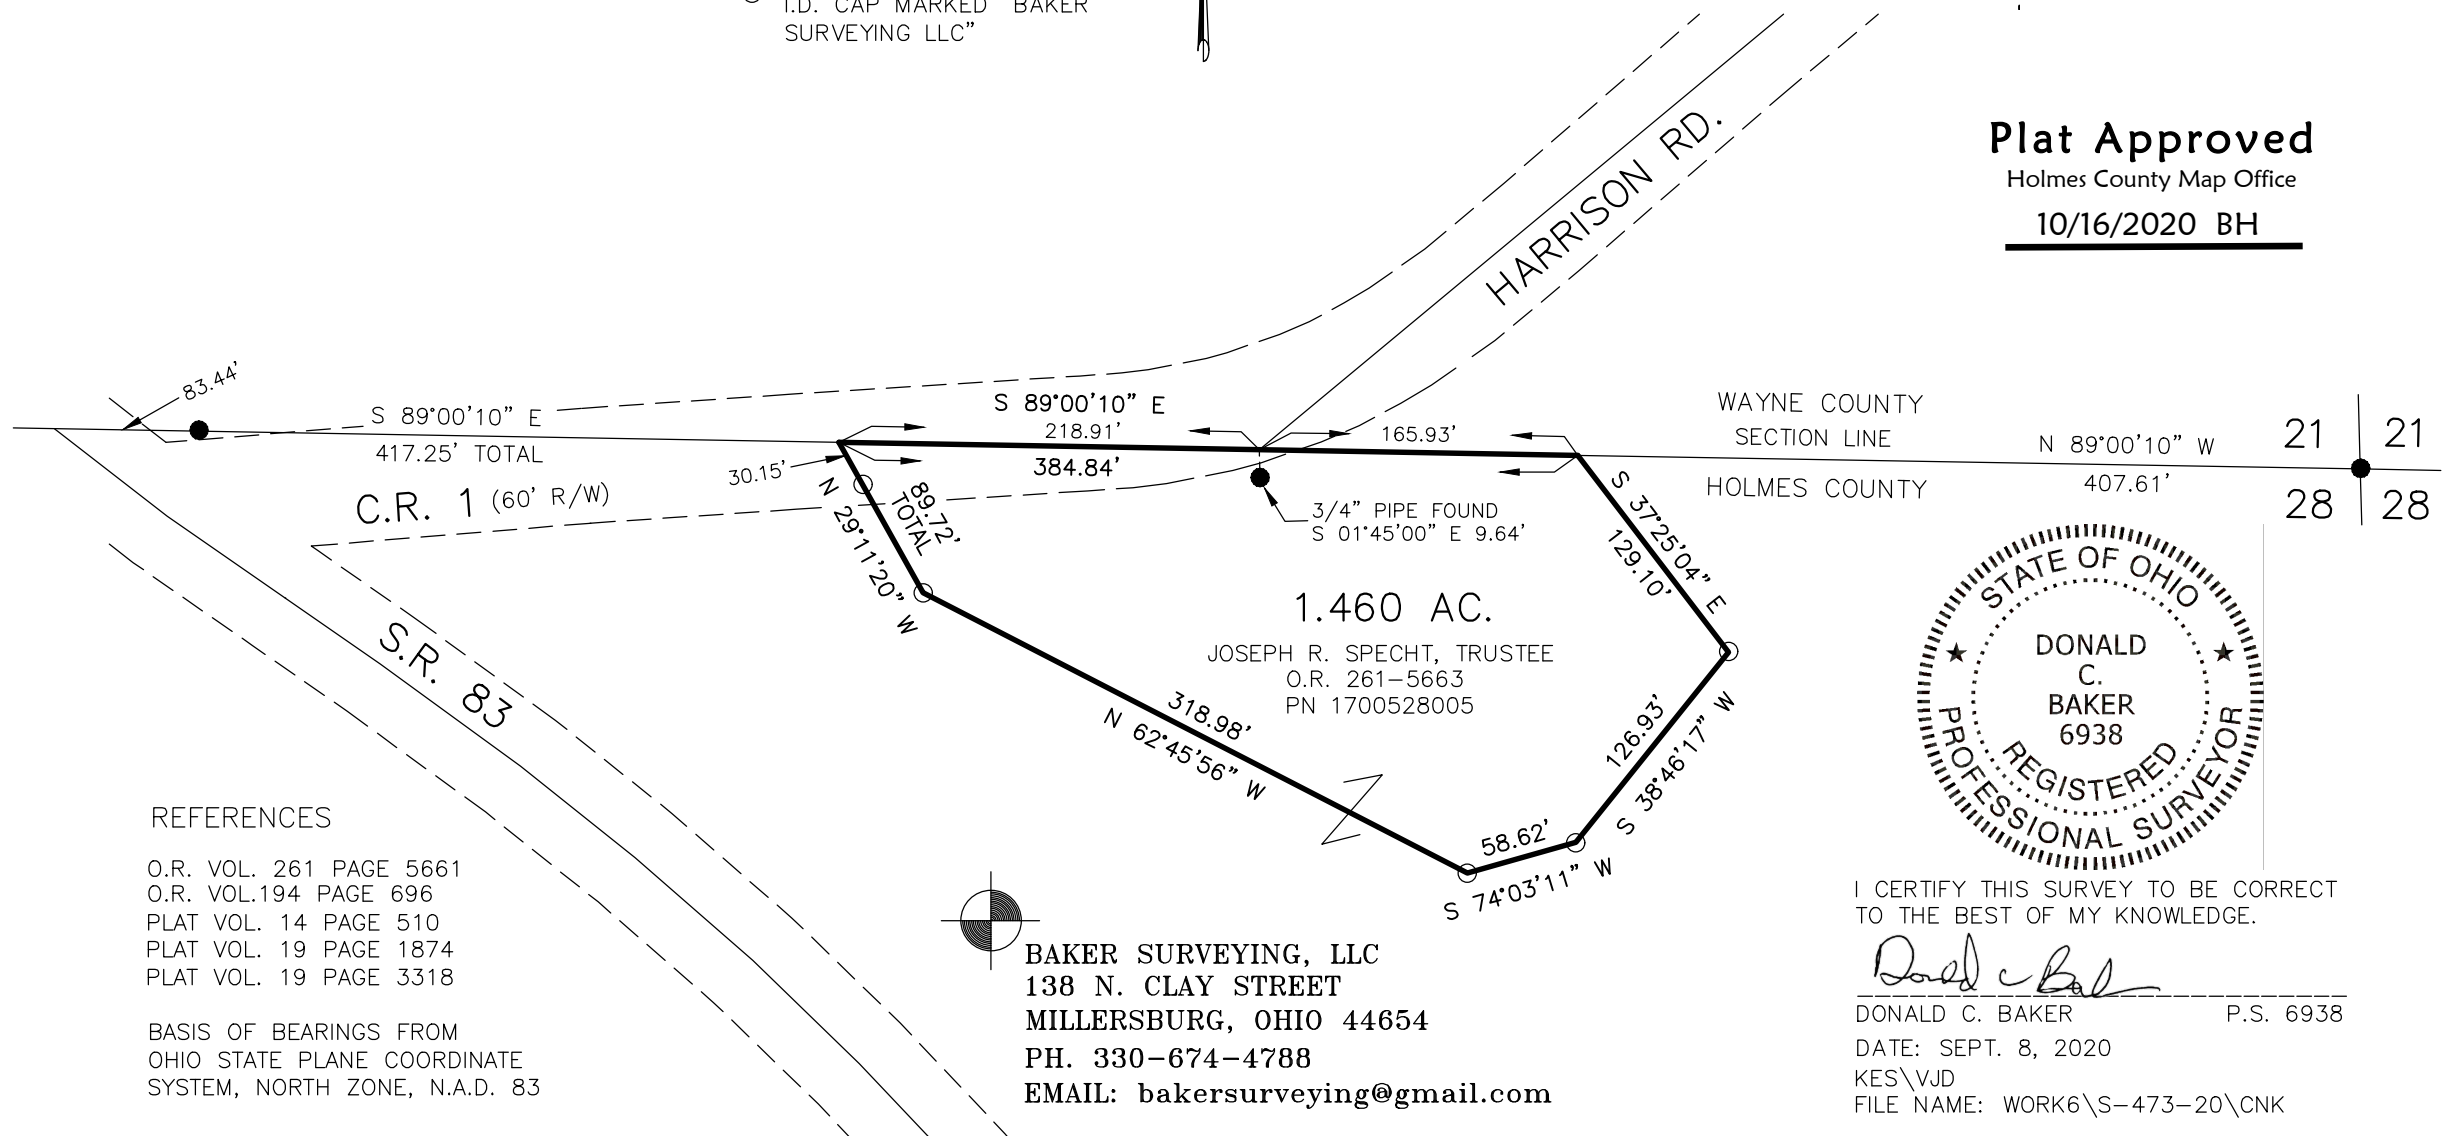 I.D. CAP MARKED "BAKER
SURVEYING LLC"
HARRISON RD.
Plat Approved
Holmes County Map Office
10/16/2020 BH
83.44'
S 89°00'10" E
417.25' TOTAL
S 89°00'10" E
218.91'
384.84'
165.93'
30.15'
C.R. 1 (60' R/W)
89.72'
TOTAL
N 29°11'20" W
3/4" PIPE FOUND
S 01°45'00" E 9.64'
WAYNE COUNTY
SECTION LINE
HOLMES COUNTY
N 89°00'10" W
407.61'
21 21
28 28
S 37°25'04" E
129.10'
1.460 AC.
JOSEPH R. SPECHT, TRUSTEE
O.R. 261-5663
PN 1700528005
S.R. 83
318.98'
N 62°45'56" W
126.93'
S 38°46'17" W
58.62'
S 74°03'11" W
STATE OF OHIO
DONALD
C.
BAKER
6938
REGISTERED
PROFESSIONAL SURVEYOR
REFERENCES
O.R. VOL. 261 PAGE 5661
O.R. VOL.194 PAGE 696
PLAT VOL. 14 PAGE 510
PLAT VOL. 19 PAGE 1874
PLAT VOL. 19 PAGE 3318
BASIS OF BEARINGS FROM
OHIO STATE PLANE COORDINATE
SYSTEM, NORTH ZONE, N.A.D. 83
BAKER SURVEYING, LLC
138 N. CLAY STREET
MILLERSBURG, OHIO 44654
PH. 330-674-4788
EMAIL: bakersurveying@gmail.com
I CERTIFY THIS SURVEY TO BE CORRECT
TO THE BEST OF MY KNOWLEDGE.
Donald C Bak
DONALD C. BAKER P.S. 6938
DATE: SEPT. 8, 2020
KES\VJD
FILE NAME: WORK6\S-473-20\CNK